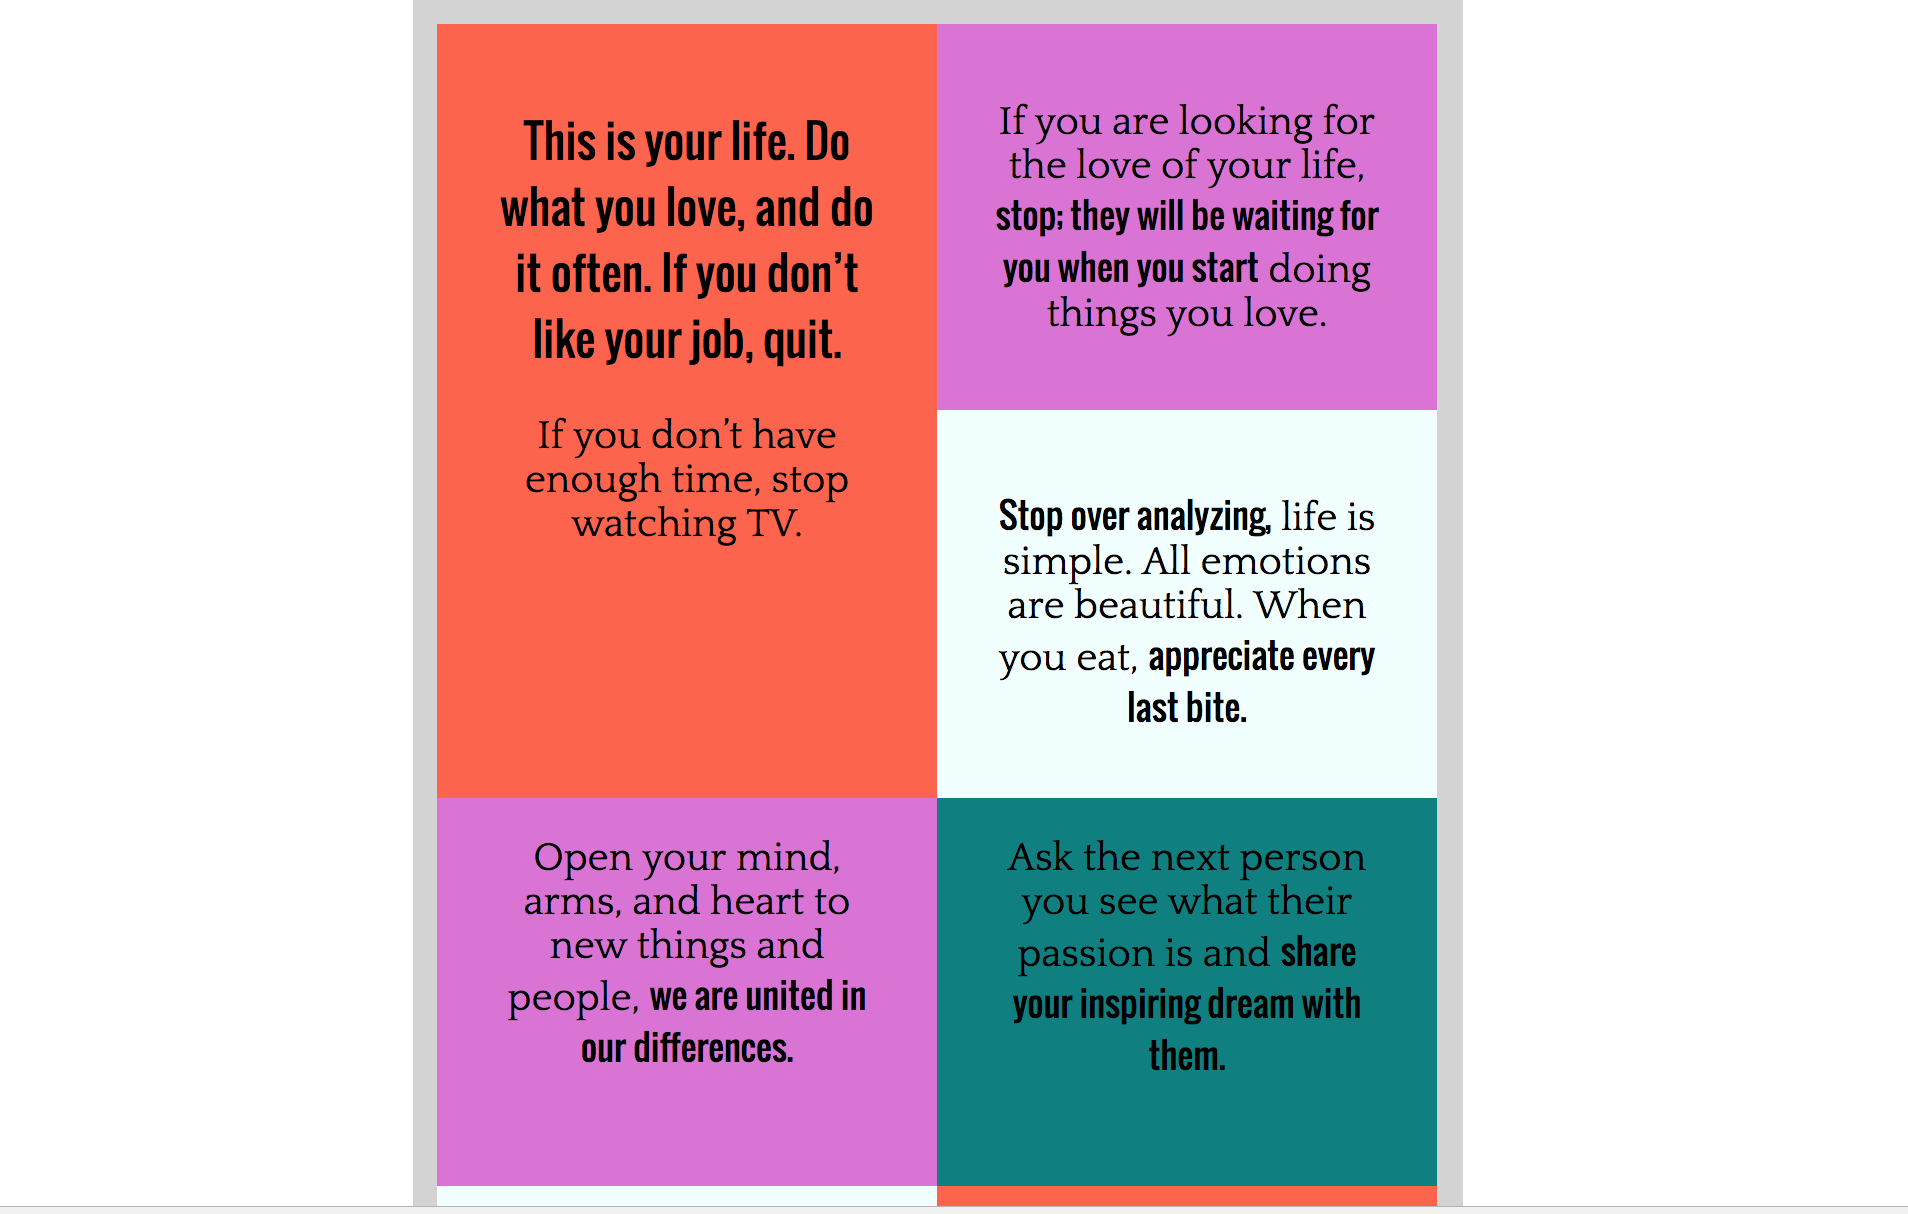 This is your life. Do
what you love, and do
it often. If you don’t
like your job, quit.
If you don’t have
enough time, stop
watching TV.
If you are looking for
the love of your life,
stop; they will be waiting for
you when you start doing
things you love.
Stop over analyzing, life is
simple. All emotions
are beautiful. When
you eat, appreciate every
last bite.
Open your mind,
arms, and heart to
new things and
people, we are united in
our differences.
Ask the next person
you see what their
passion is and share
your inspiring dream with
them.